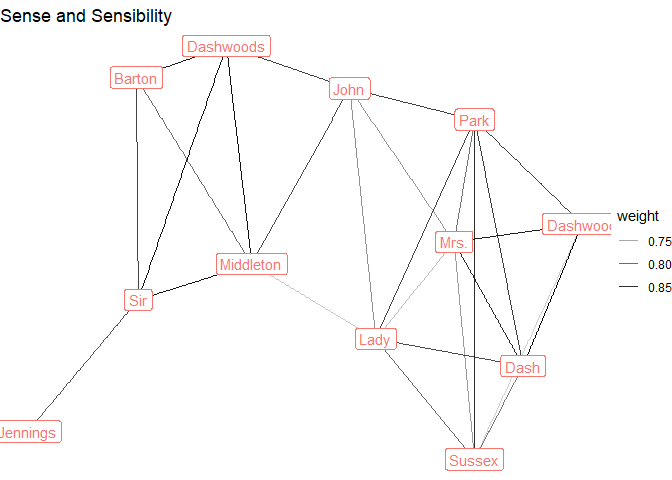 Sense and Sensibility
Dashwoods
Barton
John
Park
weight
Dashwood
Mrs.
0.75
Middleton
0.80
0.85
Sir
Lady
Dash
Jennings
Sussex